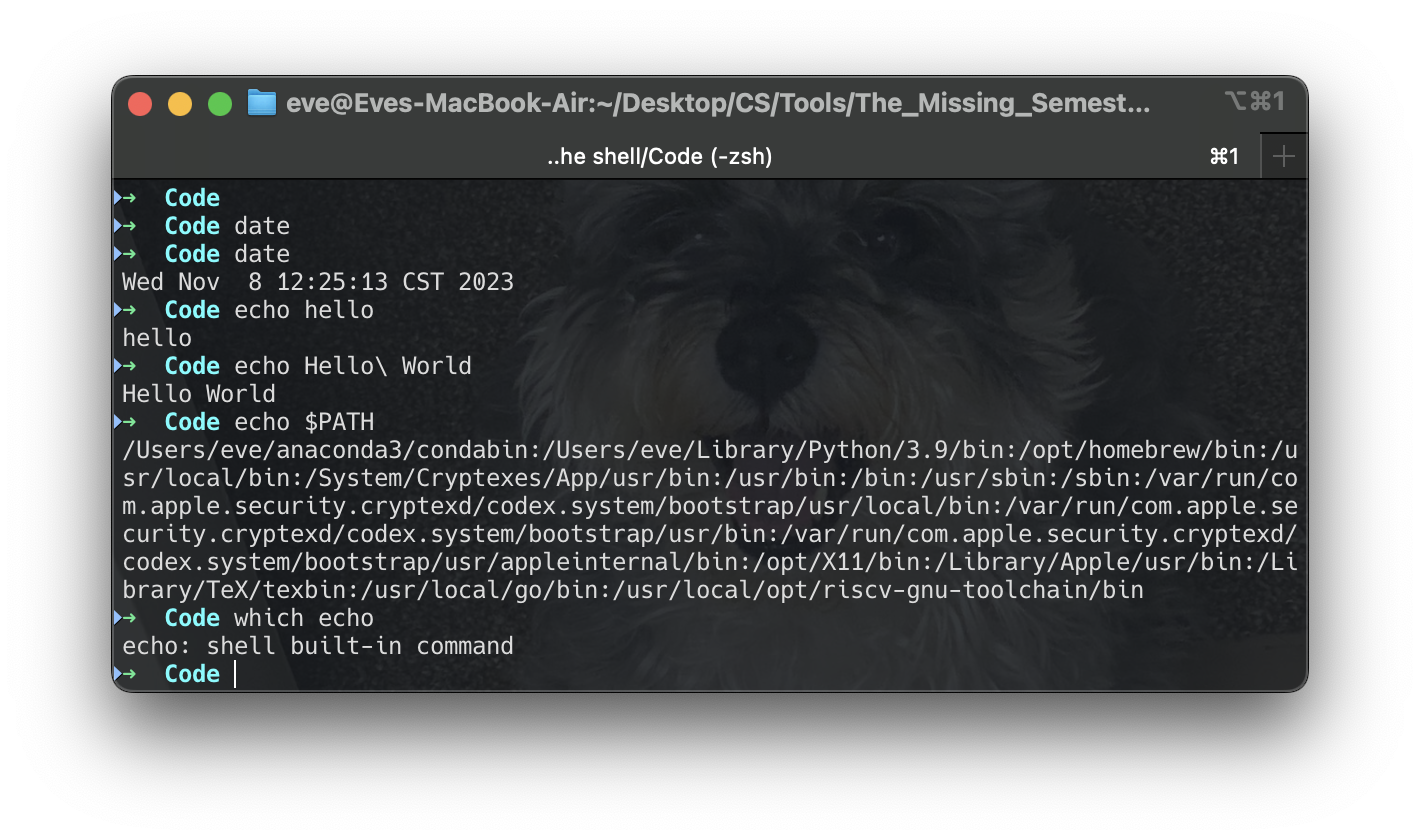 eve@Eves-MacBook-Air:~/Desktop/CS/Tools/The_Missing_Semest... ⌥⌘1
..he shell/Code (-zsh) ⌘1
➜ Code
➜ Code date
➜ Code date
Wed Nov  8 12:25:13 CST 2023
➜ Code echo hello
hello
➜ Code echo Hello\ World
Hello World
➜ Code echo $PATH
/Users/eve/anaconda3/condabin:/Users/eve/Library/Python/3.9/bin:/opt/homebrew/bin:/u
sr/local/bin:/System/Cryptexes/App/usr/bin:/usr/bin:/bin:/usr/sbin:/sbin:/var/run/co
m.apple.security.cryptexd/codex.system/bootstrap/usr/local/bin:/var/run/com.apple.se
curity.cryptexd/codex.system/bootstrap/usr/bin:/var/run/com.apple.security.cryptexd/
codex.system/bootstrap/usr/appleinternal/bin:/opt/X11/bin:/Library/Apple/usr/bin:/Li
brary/TeX/texbin:/usr/local/go/bin:/usr/local/opt/riscv-gnu-toolchain/bin
➜ Code which echo
echo: shell built-in command
➜ Code